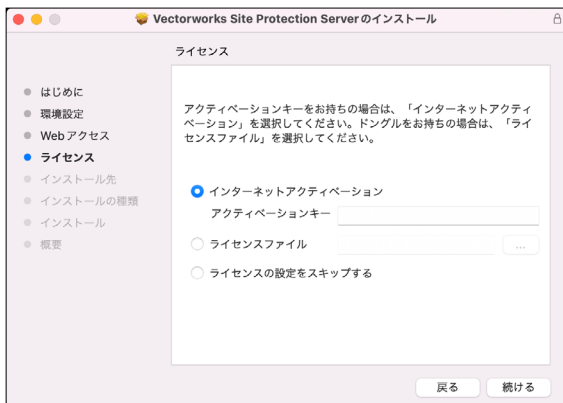 Vectorworks Site Protection Serverのインストール
ライセンス
はじめに
環境設定
Webアクセス
ライセンス
インストール先
インストールの種類
インストール
概要
アクティベーションキーをお持ちの場合は、「インターネットアクティ
ベーション」を選択してください。ドングルをお持ちの場合は、「ライ
センスファイル」を選択してください。
インターネットアクティベーション
アクティベーションキー
ライセンスファイル
...
ライセンスの設定をスキップする
戻る
続ける